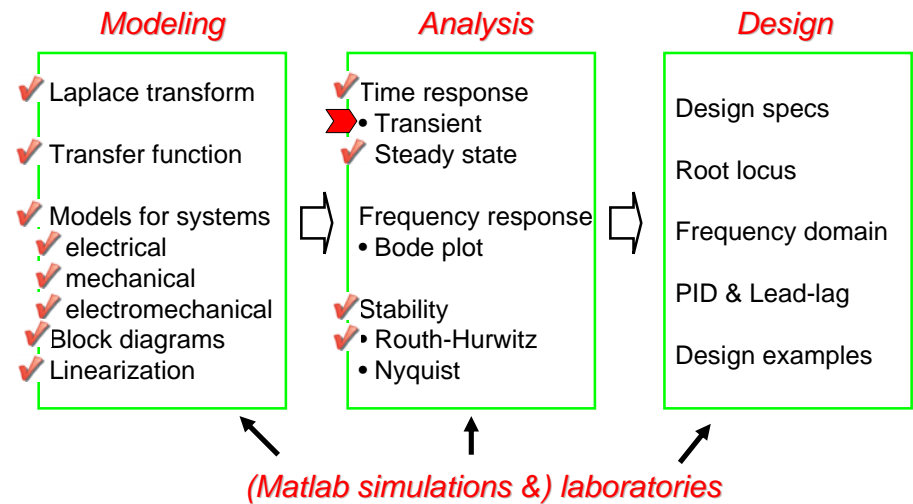 Modeling
Laplace transform
Transfer function
Models for systems
electrical
mechanical
electromechanical
Block diagrams
Linearization
Analysis
Time response
• Transient
Steady state
Frequency response
• Bode plot
Stability
• Routh-Hurwitz
• Nyquist
Design
Design specs
Root locus
Frequency domain
PID & Lead-lag
Design examples
(Matlab simulations &) laboratories